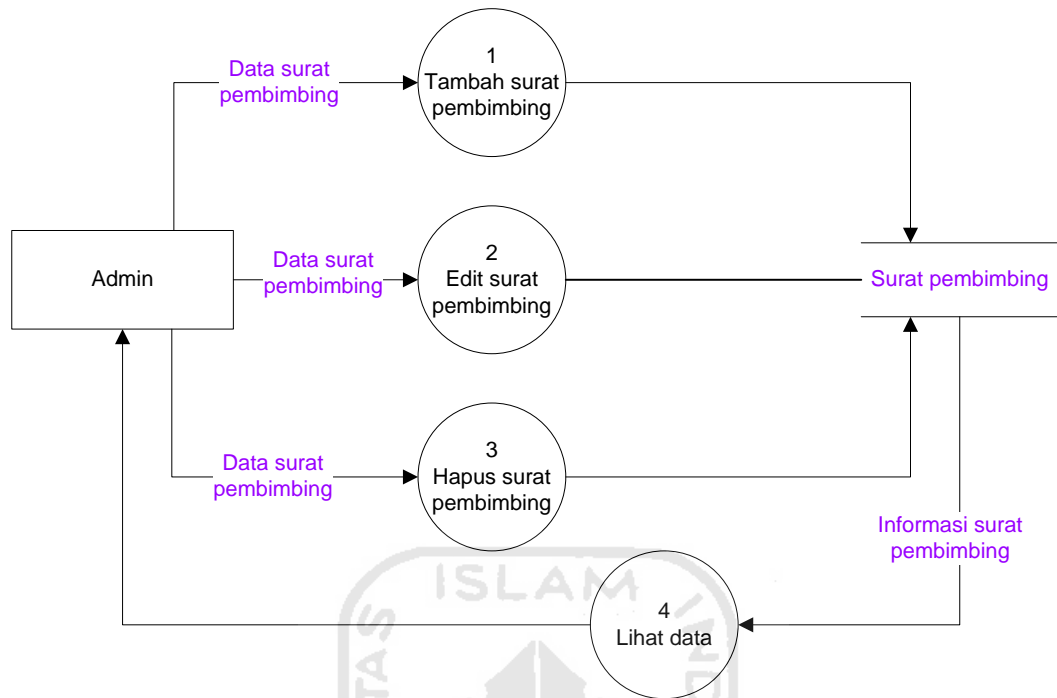 1
Tambah surat
pembimbing
Data surat
pembimbing
Admin
Data surat
pembimbing
2
Edit surat
pembimbing
Surat pembimbing
Data surat
pembimbing
3
Hapus surat
pembimbing
Informasi surat
pembimbing
4
Lihat data
ISLAM
TAS